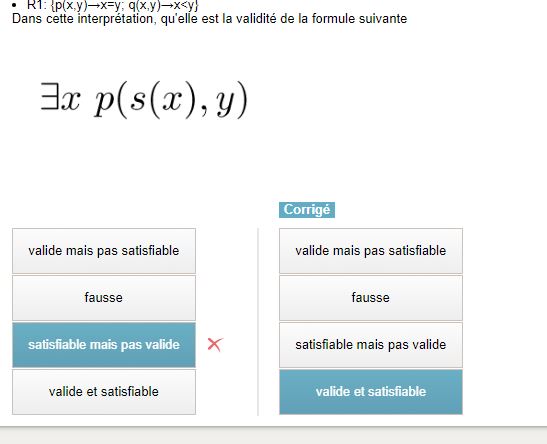 • R1: {p(x,y)→x=y; q(x,y)→x<y}
Dans cette interprétation, qu'elle est la validité de la formule suivante
∃x p(s(x), y)
Corrigé
valide mais pas satisfiable
valide mais pas satisfiable
fausse
fausse
satisfiable mais pas valide
satisfiable mais pas valide
valide et satisfiable
valide et satisfiable